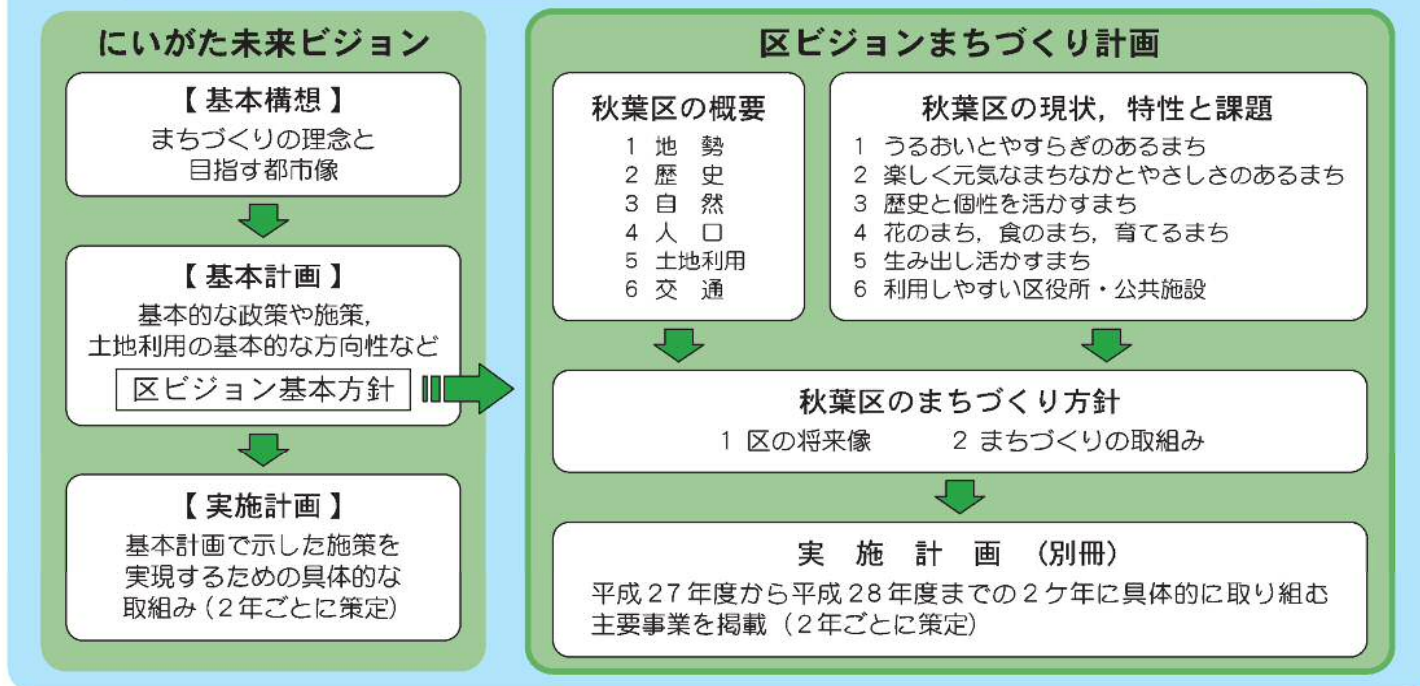 にいがた未来ビジョン
【基本構想】
まちづくりの理念と
目指す都市像
【基本計画】
基本的な政策や施策，
土地利用の基本的な方向性など
区ビジョン基本方針
【実施計画】
基本計画で示した施策を
実現するための具体的な
取組み（２年ごとに策定）
区ビジョンまちづくり計画
秋葉区の概要
1 地　勢
2 歴　史
3 自　然
4 人　口
5 土地利用
6 交　通
秋葉区の現状，特性と課題
1 うるおいとやすらぎのあるまち
2 楽しく元気なまちなかとやさしさのあるまち
3 歴史と個性を活かすまち
4 花のまち，食のまち，育てるまち
5 生み出し活かすまち
6 利用しやすい区役所・公共施設
秋葉区のまちづくり方針
1 区の将来像　　2 まちづくりの取組み
実　施　計　画　（別冊）
平成27年度から平成28年度までの２ケ年に具体的に取り組む
主要事業を掲載（２年ごとに策定）